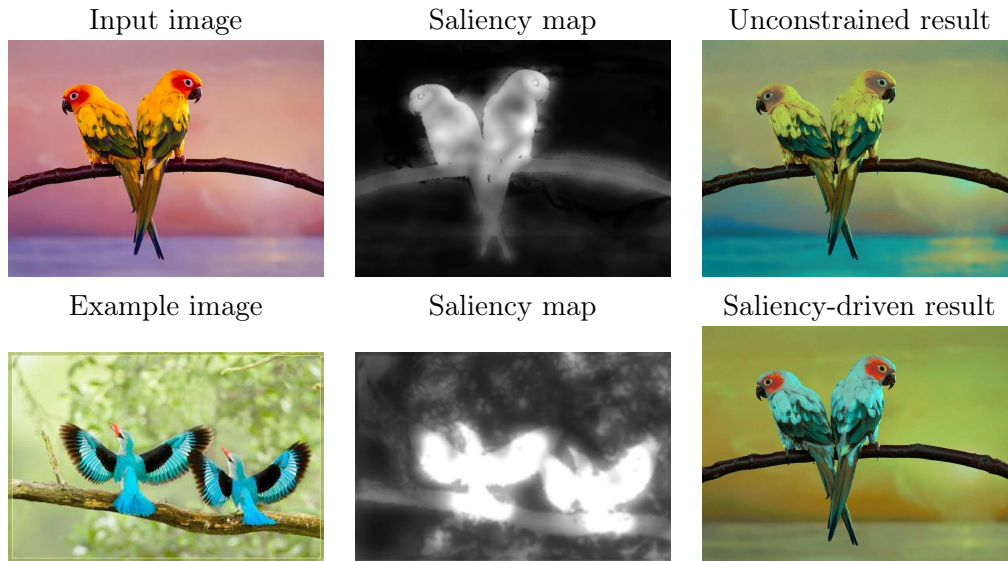 Input image
Saliency map
Unconstrained result
Example image
Saliency map
Saliency-driven result